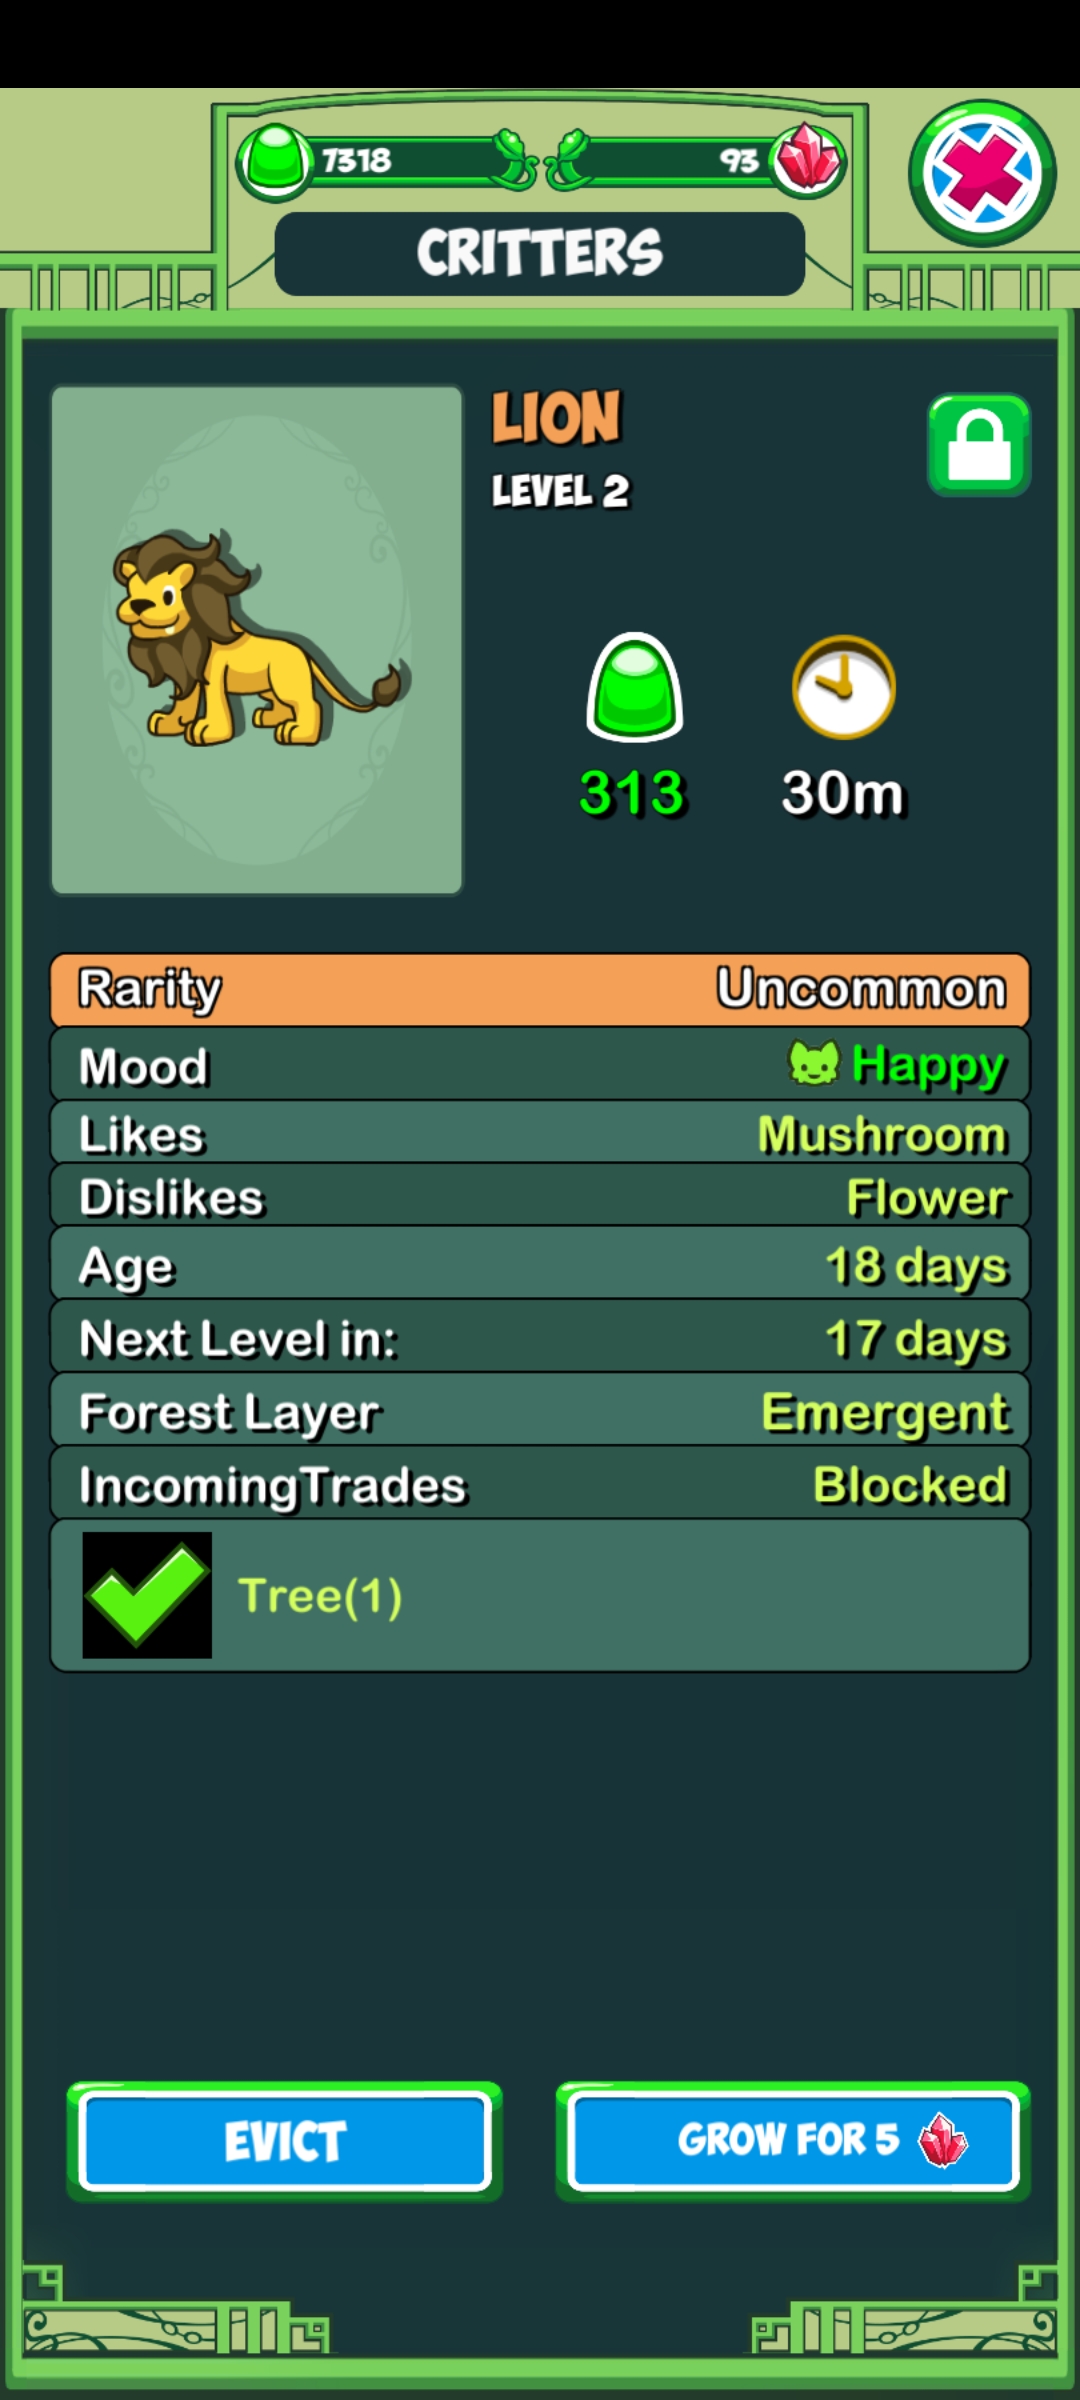 7318
93
CRITTERS
LION
LEVEL 2
313
30m
Rarity Uncommon
Mood Happy
Likes Mushroom
Dislikes Flower
Age 18 days
Next Level in: 17 days
Forest Layer Emergent
IncomingTrades Blocked
Tree(1)
EVICT
GROW FOR 5